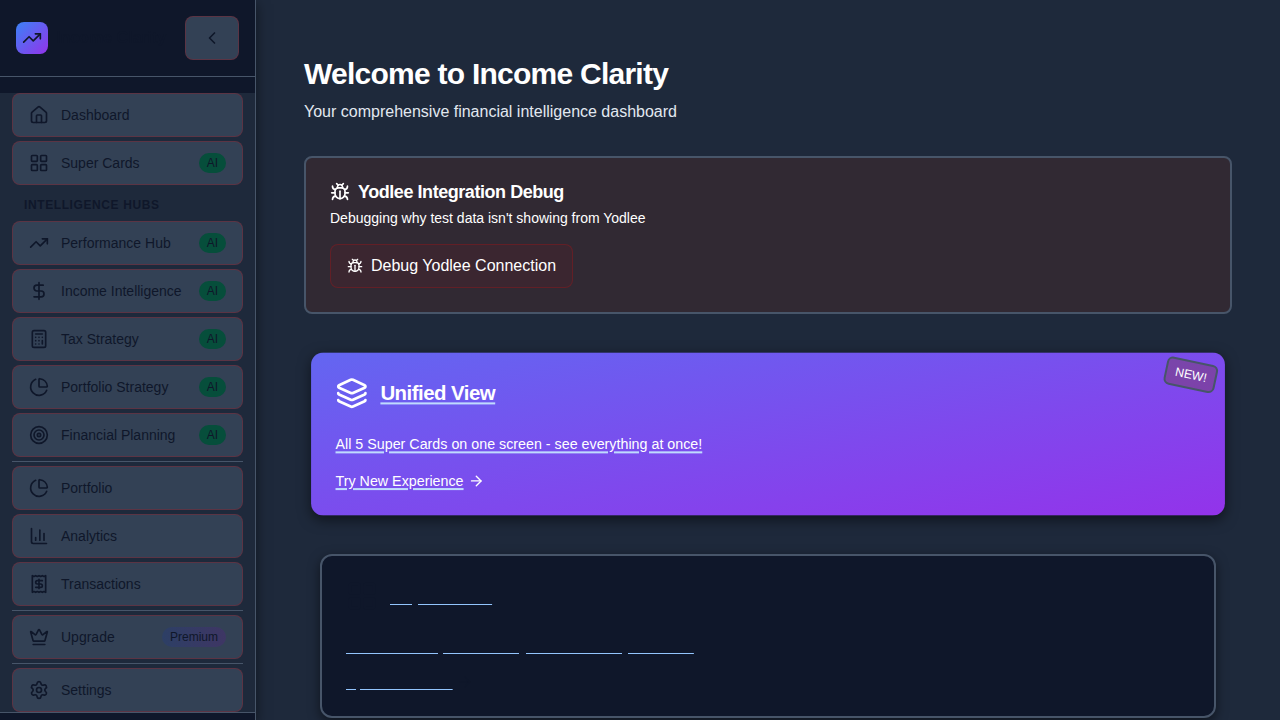 Dashboard
Super Cards AI
INTELLIGENCE HUBS
Performance Hub AI
Income Intelligence AI
Tax Strategy AI
Portfolio Strategy AI
Financial Planning AI
Portfolio
Analytics
Transactions
Upgrade Premium
Settings
Welcome to Income Clarity
Your comprehensive financial intelligence dashboard
Yodlee Integration Debug
Debugging why test data isn't showing from Yodlee
Debug Yodlee Connection
NEW!
Unified View
All 5 Super Cards on one screen - see everything at once!
Try New Experience